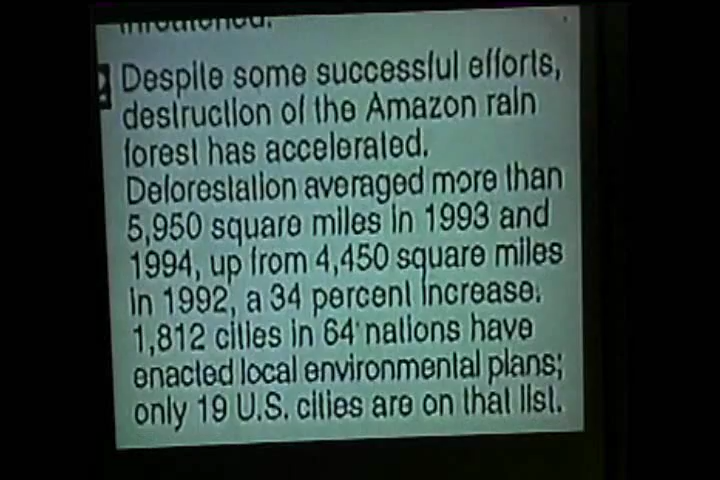 threatened.
2 Despite some successful efforts,
destruction of the Amazon rain
forest has accelerated.
Deforestation averaged more than
5,950 square miles in 1993 and
1994, up from 4,450 square miles
in 1992, a 34 percent increase.
1,812 cities in 64 nations have
enacted local environmental plans;
only 19 U.S. cities are on that list.